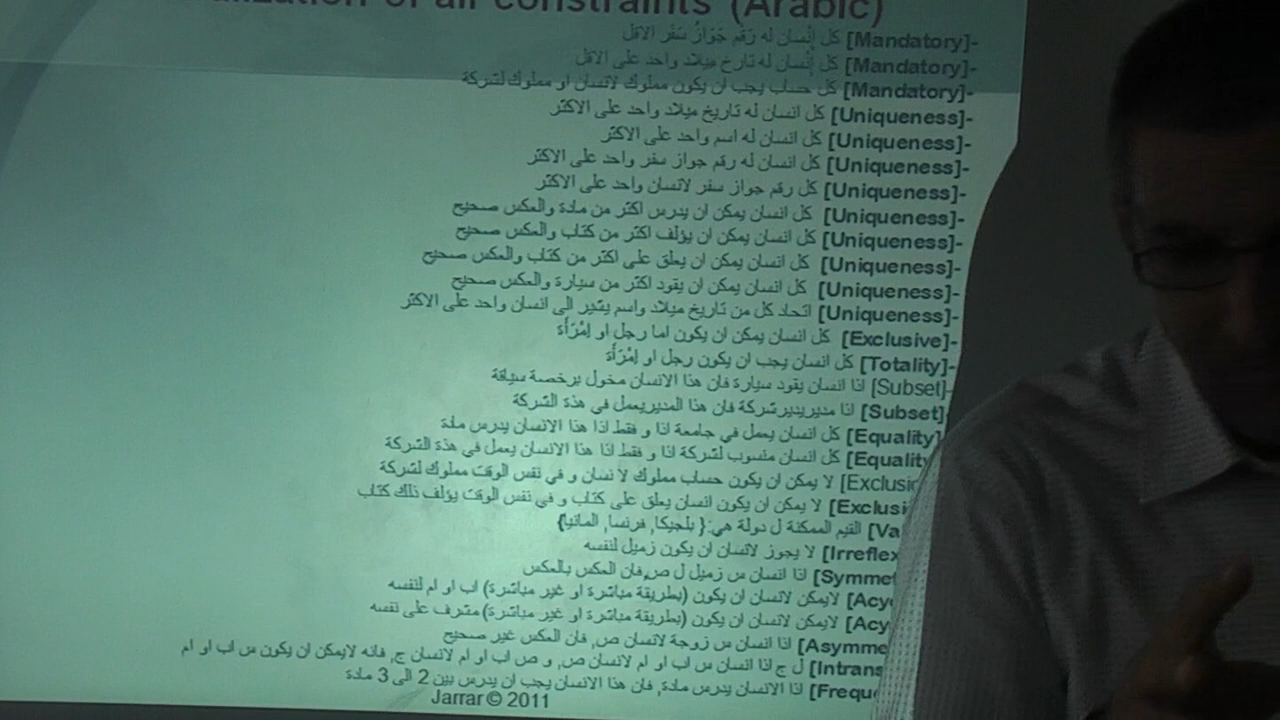 alization of all constraints (Arabic)
-[Mandatory] كل إنسان له رَقم جَوَازْ سَفَر الاقل
-[Mandatory] كل إنسان له تارخ ميلاد واحد على الاقل
-[Mandatory] كل حساب يجب ان يكون مملوك لانسان او مملوك لشركة
-[Uniqueness] كل انسان له تاريخ ميلاد واحد على الاكثر
-[Uniqueness] كل انسان له اسم واحد على الاكثر
-[Uniqueness] كل انسان له رقم جواز سفر واحد على الاكثر
-[Uniqueness] كل رقم جواز سفر لانسان واحد على الاكثر
-[Uniqueness] كل انسان يمكن ان يدرس اكثر من مادة والعكس صحيح
-[Uniqueness] كل انسان يمكن ان يؤلف اكثر من كتاب والعكس صحيح
-[Uniqueness] كل انسان يمكن ان يعلق على اكثر من كتاب والعكس صحيح
-[Uniqueness] كل انسان يمكن ان يقود اكثر من سيارة والعكس صحيح
-[Uniqueness] اتحاد كل من تاريخ ميلاد واسم يشير الى انسان واحد على الاكثر
-[Exclusive] كل انسان يمكن ان يكون اما رجل او إمْرَأَة
-[Totality] كل انسان يجب ان يكون رجل او إمْرَأَة
-[Subset] اذا انسان يقود سيارة فان هذا الانسان مخول برخصة سياقة
[Subset] اذا مديريديرشركة فان هذا المديريعمل في هذة الشركة
[Equality] كل انسان يعمل في جامعة اذا و فقط اذا هذا الانسان يدرس مادة
[Equality كل انسان منسوب لشركة اذا و فقط اذا هذا الانسان يعمل في هذة الشركة
[Exclusio لا يمكن ان يكون حساب مملوك لا نسان و في نفس الوقت مملوك لشركة
[Exclusi لا يمكن ان يكون انسان يعلق على كتاب و في نفس الوقت يؤلف ذلك كتاب
[Va القيم الممكنة ل دولة هي:{ بلجيكا, فرنسا, المانيا}
[Irreflex لا يجوز لانسان ان يكون زميل لنفسه
[Symmet اذا انسان س زميل ل ص,فان العكس بالعكس
[Acy لايمكن لانسان ان يكون (بطريقة مباشرة او غير مباشرة) اب او ام لنفسه
[Acy لايمكن لانسان ان يكون (بطريقة مباشرة او غير مباشرة) مشرف على نفسه
[Asymme اذا انسان س زوجة لانسان ص, فان العكس غير صحيح
[Intrans ل ج اذا انسان س اب او ام لانسان ص, و ص اب او ام لانسان ج, فانه لايمكن ان يكون س اب او ام
[Frequ اذا الانسان يدرس مادة, فان هذا الانسان يجب ان يدرس بين 2 الى 3 مادة
Jarrar © 2011